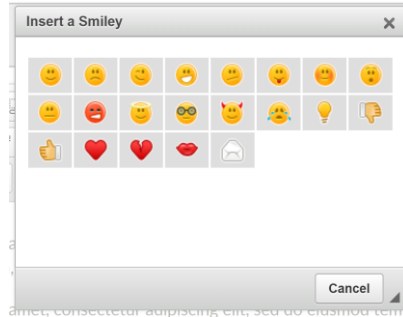 Insert a Smiley
Cancel
amet, consectetur adipiscing elit, sed do eiusmod tem